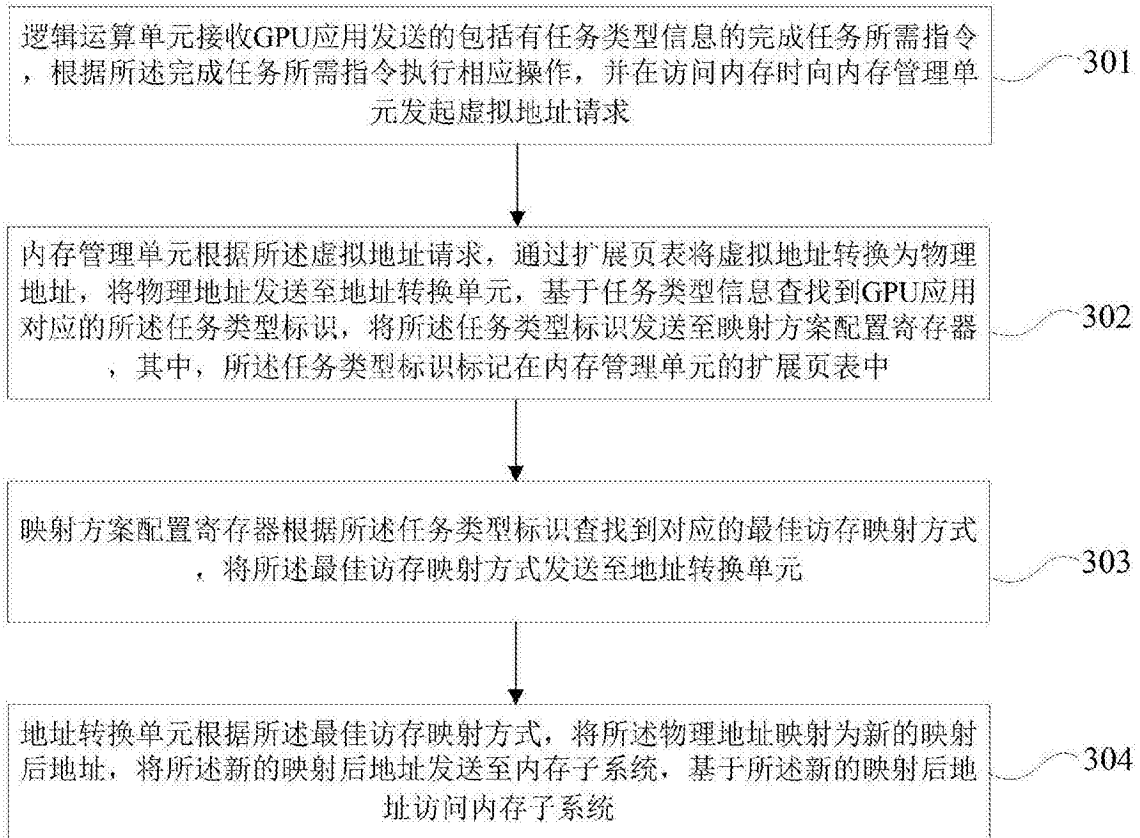 逻辑运算单元接收GPU应用发送的包括有任务类型信息的完成任务所需指令
，根据所述完成任务所需指令执行相应操作，并在访问内存时向内存管理单
元发起虚拟地址请求
301
内存管理单元根据所述虚拟地址请求，通过扩展页表将虚拟地址转换为物理
地址，将物理地址发送至地址转换单元，基于任务类型信息查找到GPU应用
对应的所述任务类型标识，将所述任务类型标识发送至映射方案配置寄存器
，其中，所述任务类型标识标记在内存管理单元的扩展页表中
302
映射方案配置寄存器根据所述任务类型标识查找到对应的最佳访存映射方式
，将所述最佳访存映射方式发送至地址转换单元
303
地址转换单元根据所述最佳访存映射方式，将所述物理地址映射为新的映射
后地址，将所述新的映射后地址发送至内存子系统，基于所述新的映射后地
址访问内存子系统
304